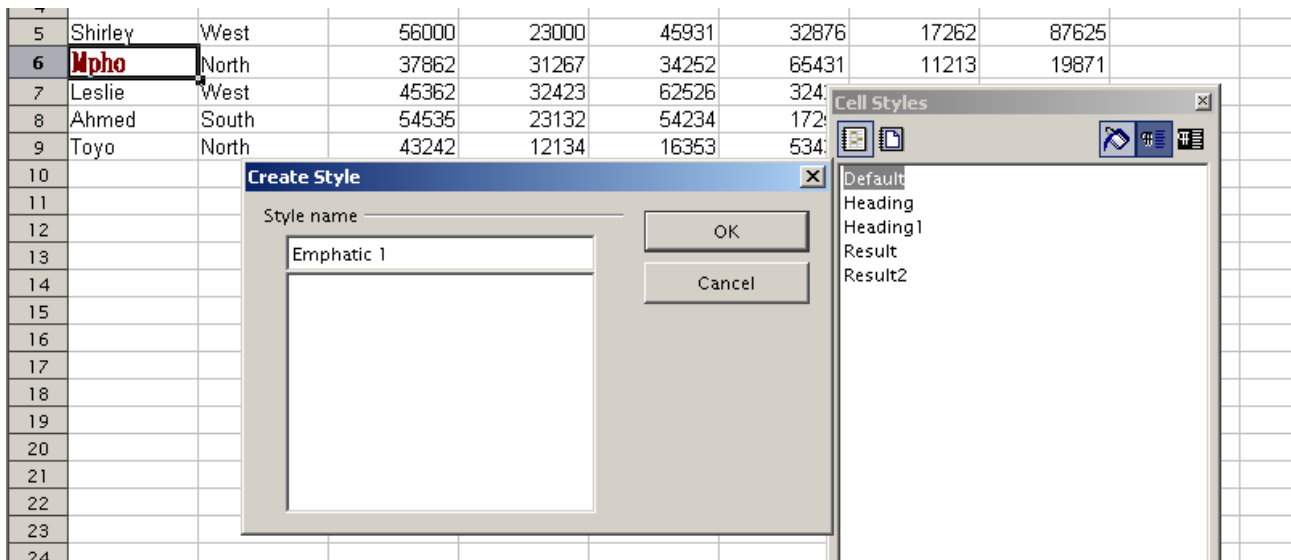 5 Shirley West 56000 23000 45931 32876 17262 87625
6 Mpho North 37862 31267 34252 65431 11213 19871
7 Leslie West 45362 32423 62526
8 Ahmed South 54535 23132 54234
9 Toyo North 43242 12134 16353
10
11
12
13
14
15
16
17
18
19
20
21
22
23
24
Create Style
Style name
Emphatic 1
OK
Cancel
Cell Styles
Default
Heading
Heading1
Result
Result2